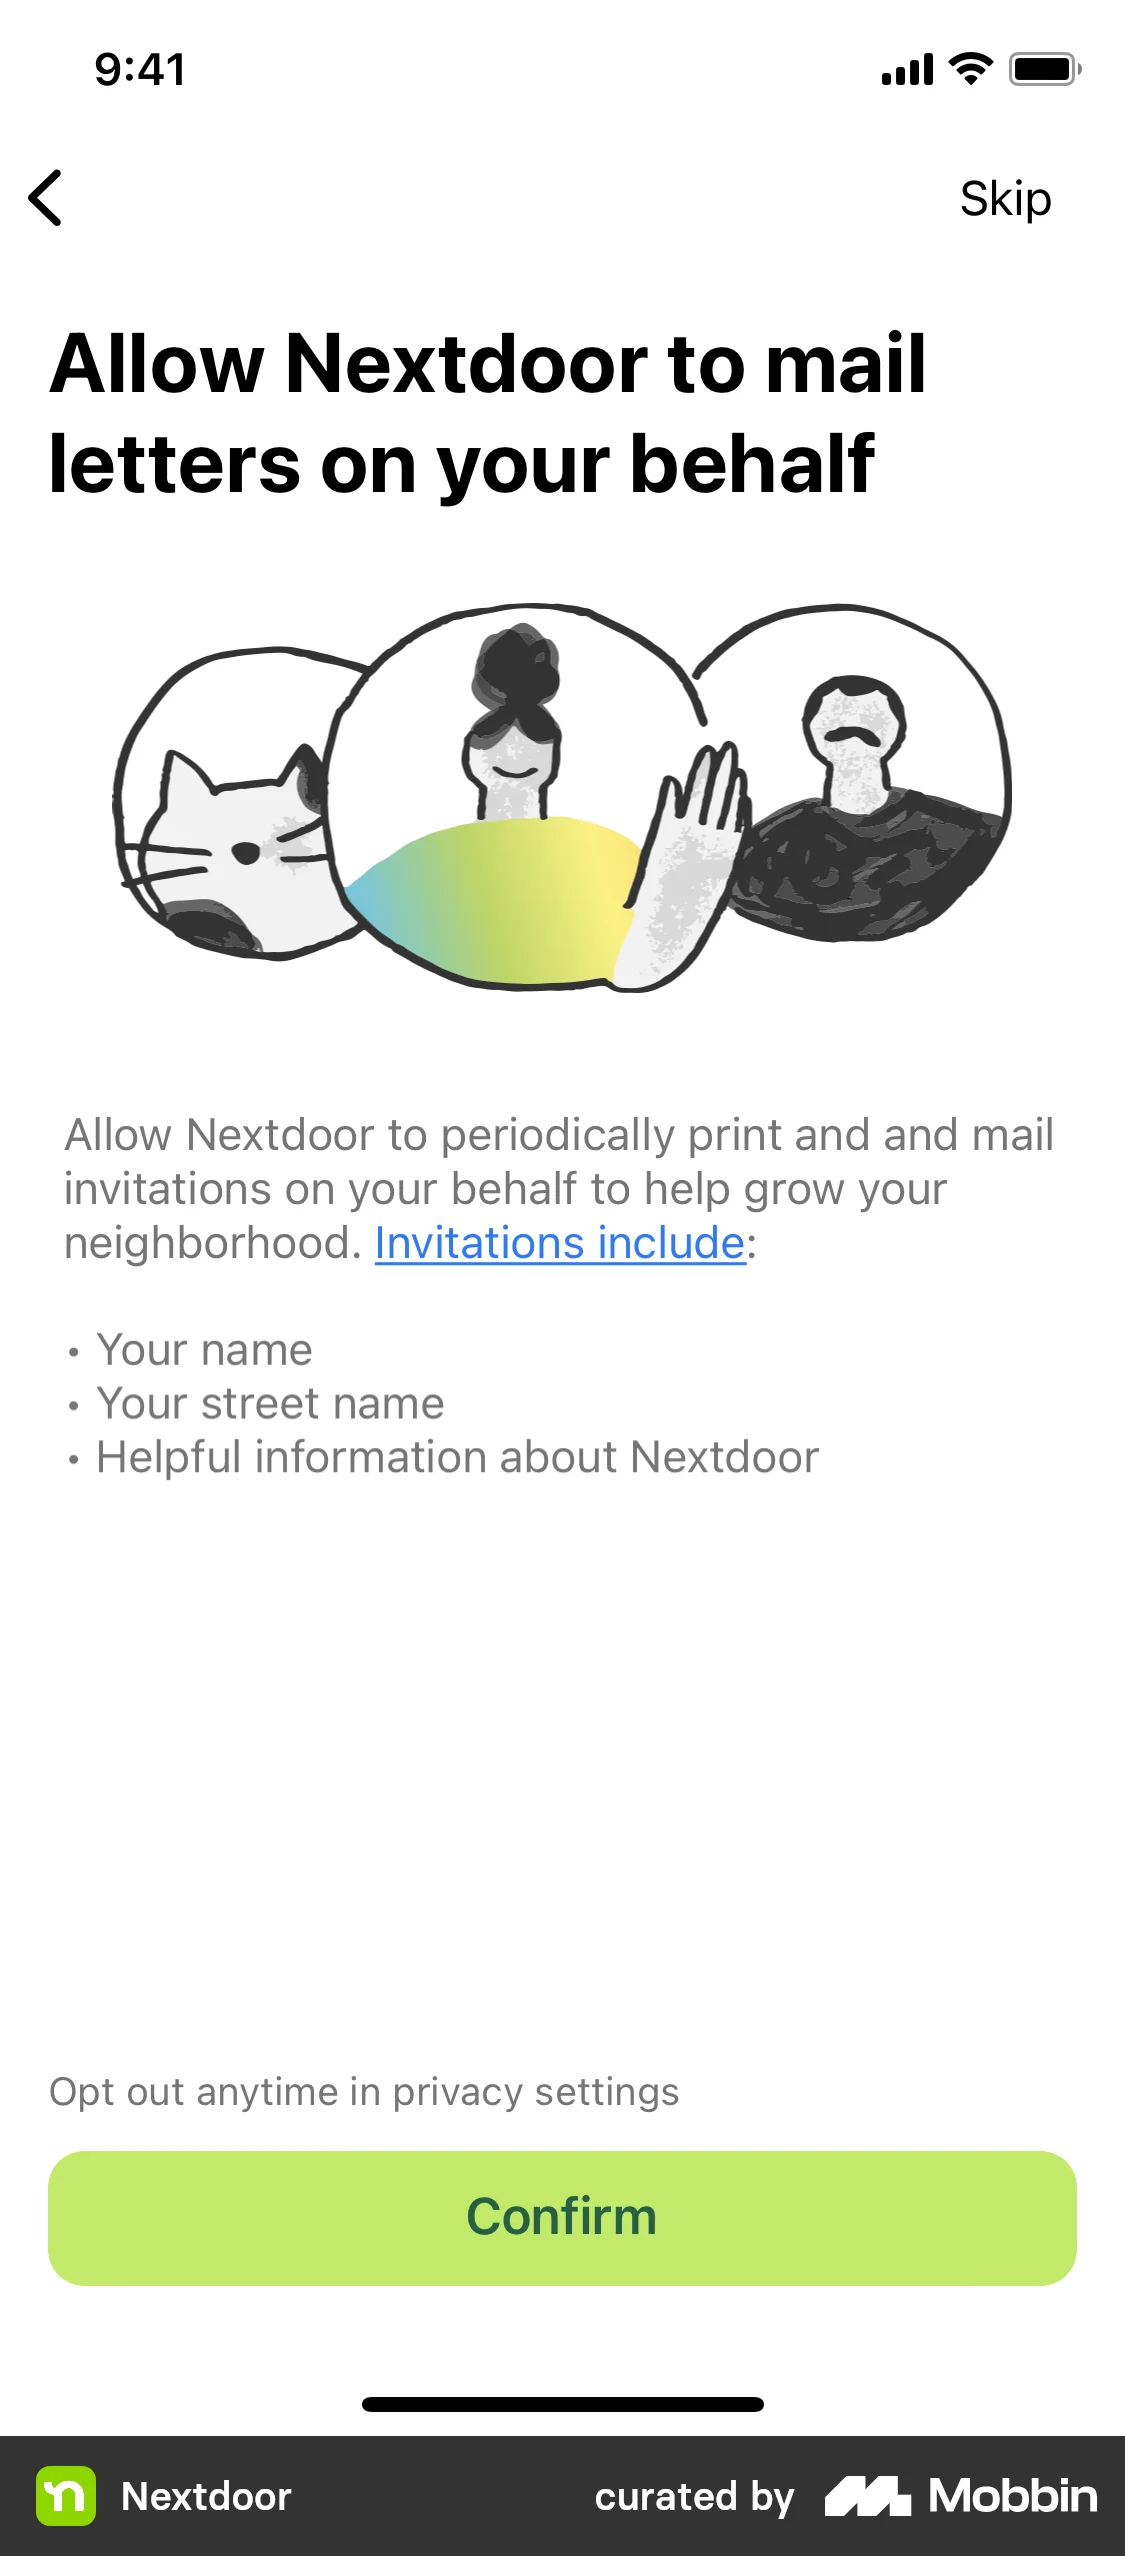 9:41
Skip
Allow Nextdoor to mail
letters on your behalf
Allow Nextdoor to periodically print and and mail
invitations on your behalf to help grow your
neighborhood. Invitations include:
• Your name
• Your street name
• Helpful information about Nextdoor
Opt out anytime in privacy settings
Confirm
Nextdoor
curated by Mobbin